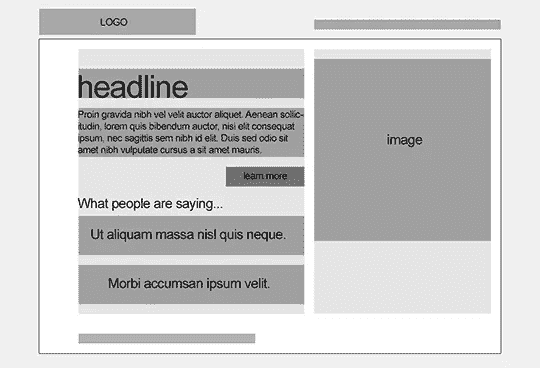 LOGO
headline
Proin gravida nibh vel velit auctor aliquet. Aenean sollic-
itudin, lorem quis bibendum auctor, nisi elit consequat
ipsum, nec sagittis sem nibh id elit. Duis sed odio sit
amet nibh vulputate cursus a sit amet mauris.
learn more
What people are saying...
Ut aliquam massa nisl quis neque.
Morbi accumsan ipsum velit.
image